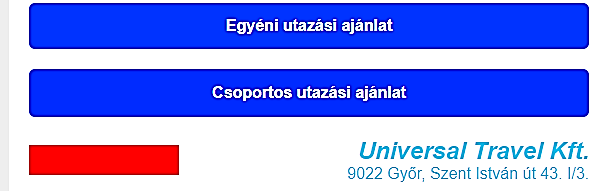 Egyéni utazási ajánlat
Csoportos utazási ajánlat
Universal Travel Kft.
9022 Győr, Szent István út 43. I/3.